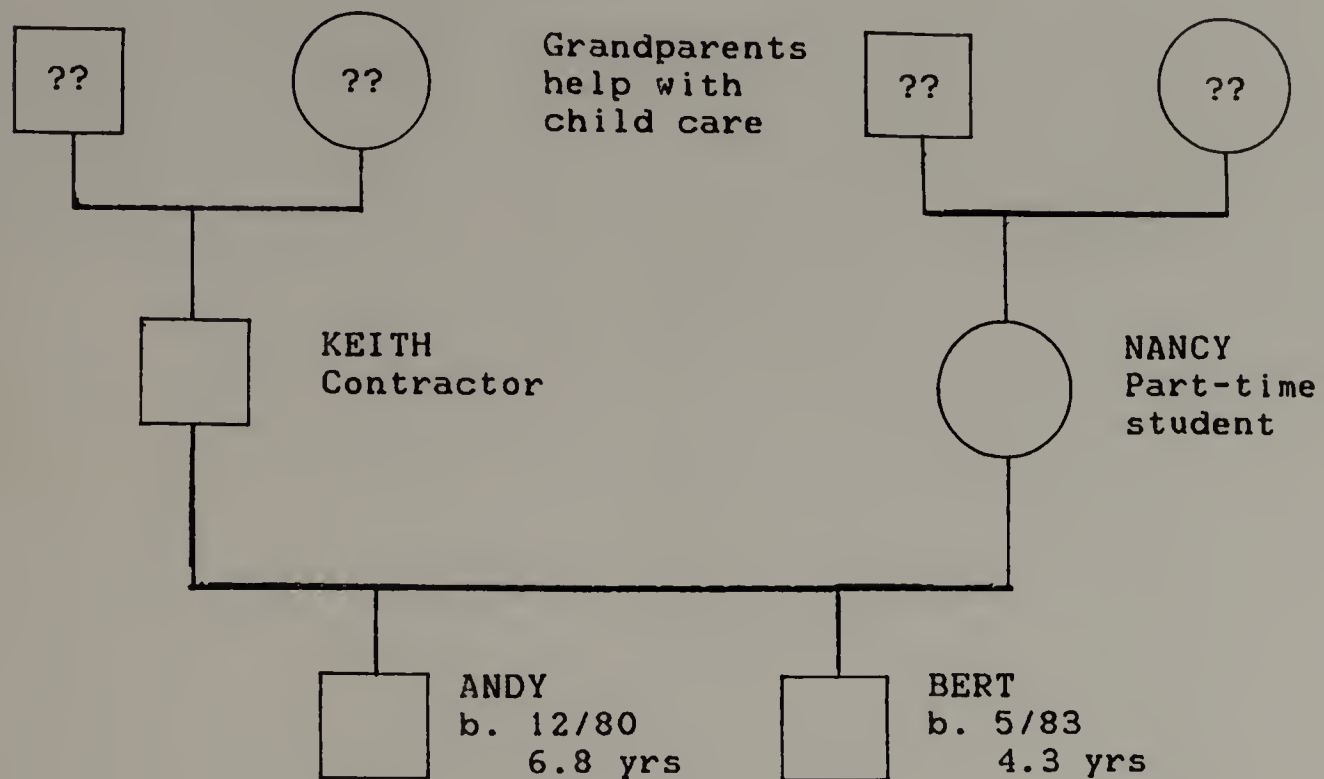 ??
??
Grandparents
help with
child care
??
??
KEITH
Contractor
NANCY
Part-time
student
ANDY
b. 12/80
6.8 yrs
BERT
b. 5/83
4.3 yrs